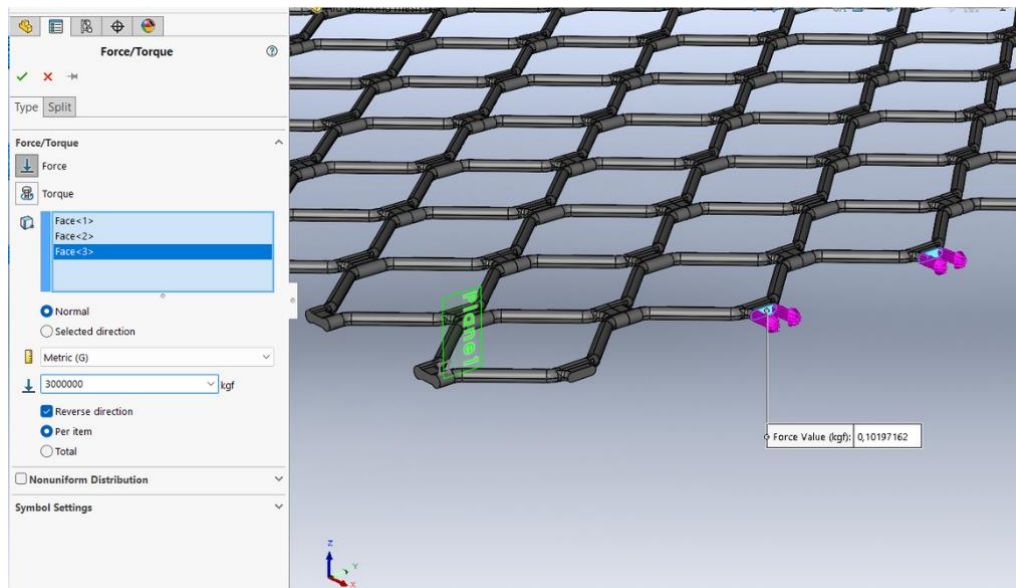 Force/Torque
Type Split
Force/Torque
Force
Torque
Face<1>
Face<2>
Face<3>
Normal
Selected direction
Metric (G)
3000000 kgf
Reverse direction
Per item
Total
Nonuniform Distribution
Symbol Settings
Plane1
Force Value (kgf): 0,10197162
Z
Y
X